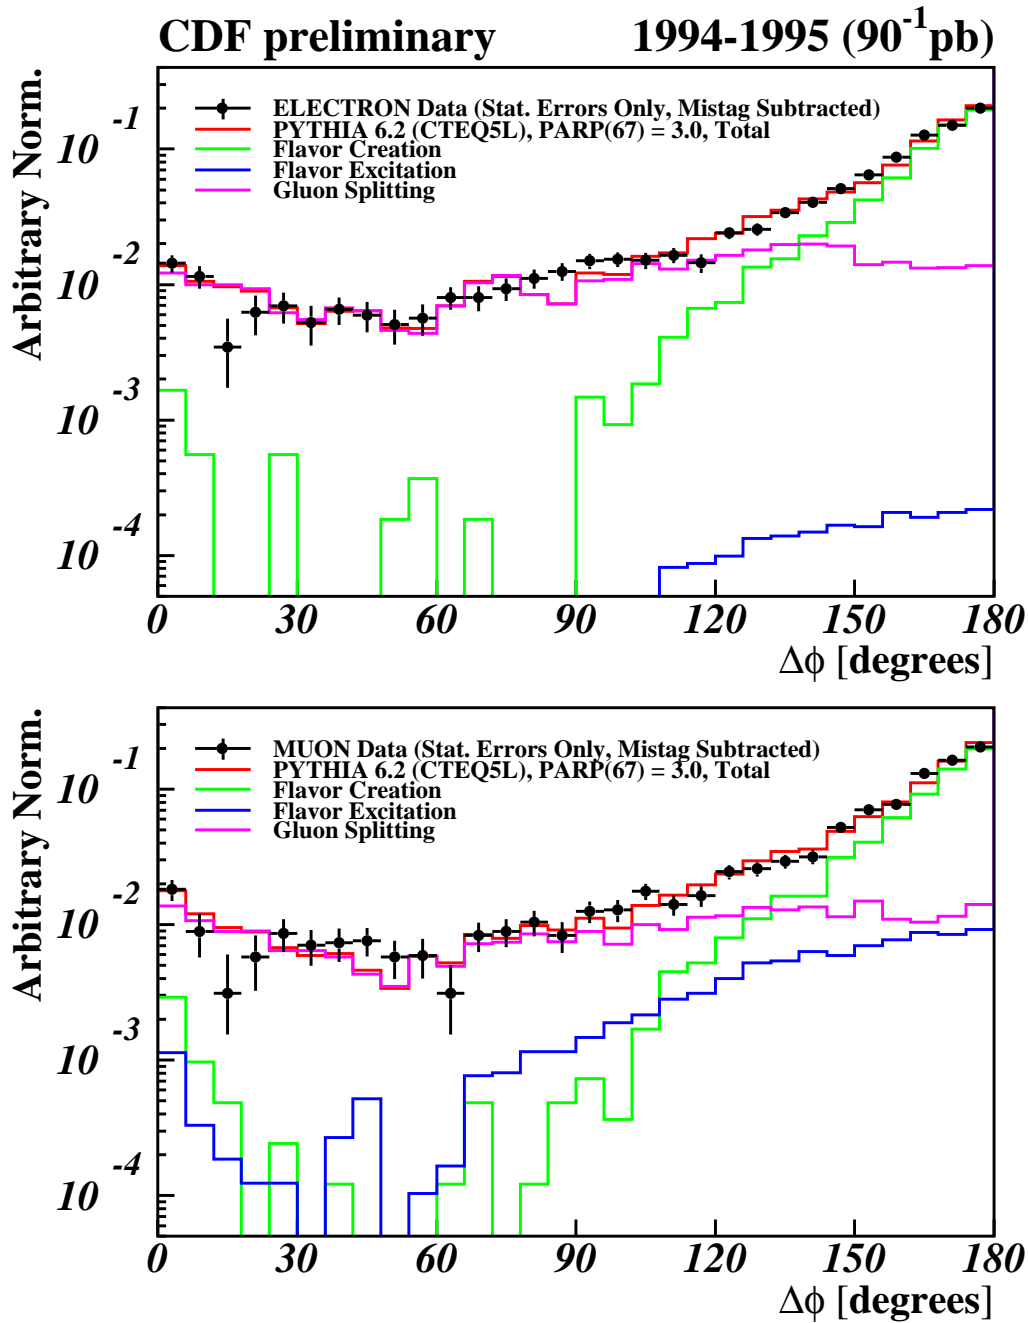 CDF preliminary 1994-1995 (90⁻¹pb)
ELECTRON Data (Stat. Errors Only, Mistag Subtracted)
PYTHIA 6.2 (CTEQ5L), PARP(67) = 3.0, Total
Flavor Creation
Flavor Excitation
Gluon Splitting
Arbitrary Norm.
10⁻¹
10⁻²
10⁻³
10⁻⁴
0 30 60 90 120 150 180
Δϕ [degrees]
MUON Data (Stat. Errors Only, Mistag Subtracted)
PYTHIA 6.2 (CTEQ5L), PARP(67) = 3.0, Total
Flavor Creation
Flavor Excitation
Gluon Splitting
Arbitrary Norm.
10⁻¹
10⁻²
10⁻³
10⁻⁴
0 30 60 90 120 150 180
Δϕ [degrees]